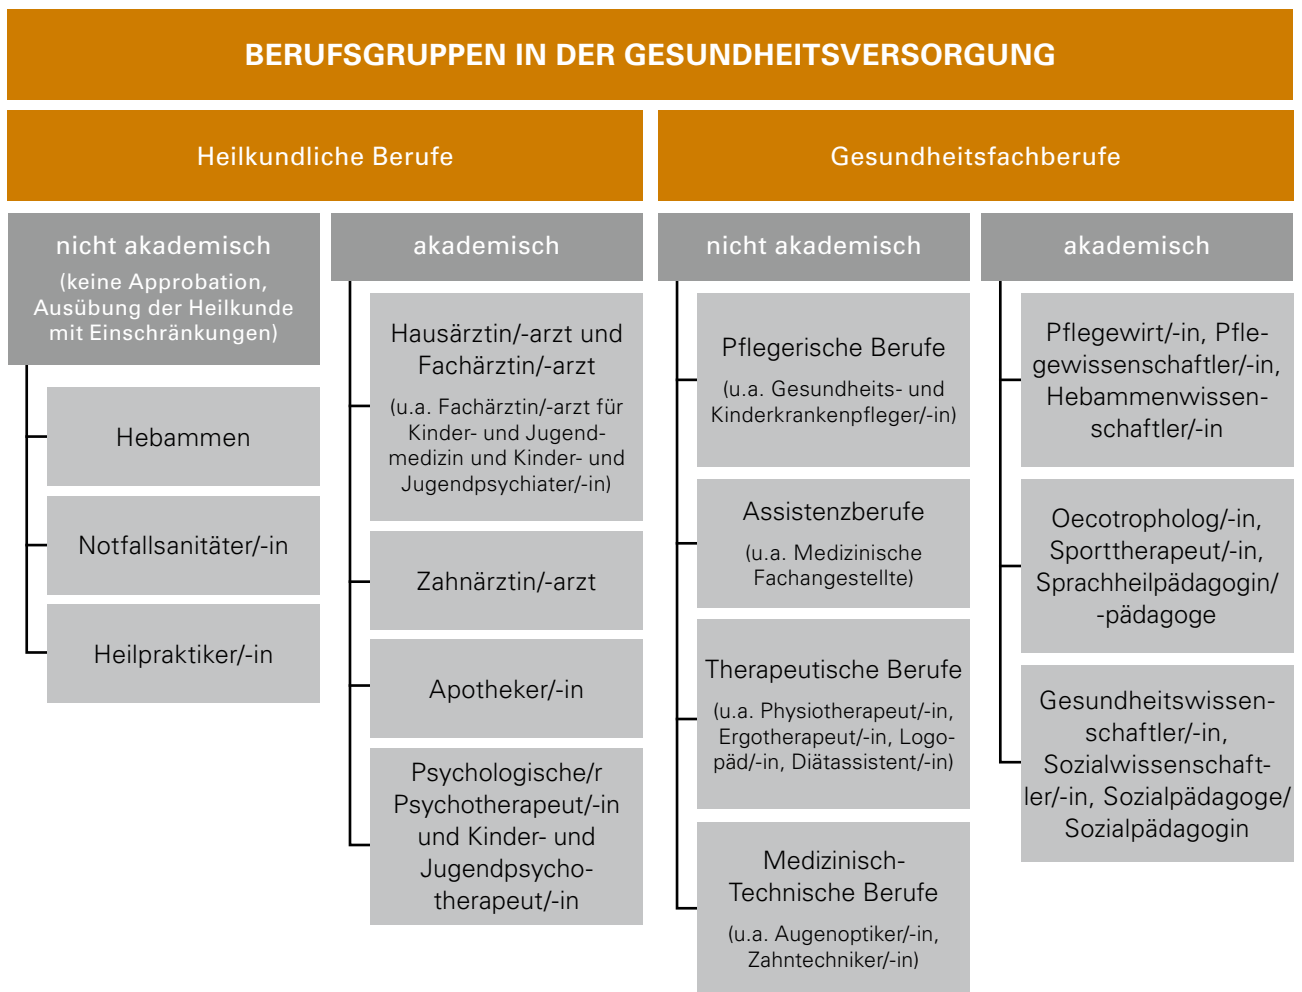 BERUFSGRUPPEN IN DER GESUNDHEITSVERSORGUNG
Heilkundliche Berufe
nicht akademisch
(keine Approbation,
Ausübung der Heilkunde
mit Einschränkungen)
Hebammen
Notfallsanitäter/-in
Heilpraktiker/-in
akademisch
Hausärztin/-arzt und
Fachärztin/-arzt
(u.a. Fachärztin/-arzt für
Kinder- und Jugend-
medizin und Kinder- und
Jugendpsychiater/-in)
Zahnärztin/-arzt
Apotheker/-in
Psychologische/r
Psychotherapeut/-in
und Kinder- und
Jugendpsycho-
therapeut/-in
Gesundheitsfachberufe
nicht akademisch
Pflegerische Berufe
(u.a. Gesundheits- und
Kinderkrankenpfleger/-in)
Assistenzberufe
(u.a. Medizinische
Fachangestellte)
Therapeutische Berufe
(u.a. Physiotherapeut/-in,
Ergotherapeut/-in, Logo-
päd/-in, Diätassistent/-in)
Medizinisch-
Technische Berufe
(u.a. Augenoptiker/-in,
Zahntechniker/-in)
akademisch
Pflegewirt/-in, Pfle-
gewissenschaftler/-in,
Hebammenwissen-
schaftler/-in
Oecotropholog/-in,
Sporttherapeut/-in,
Sprachheilpädagogin/
-pädagoge
Gesundheitswissen-
schaftler/-in,
Sozialwissenschaft-
ler/-in, Sozialpädagoge/
Sozialpädagogin